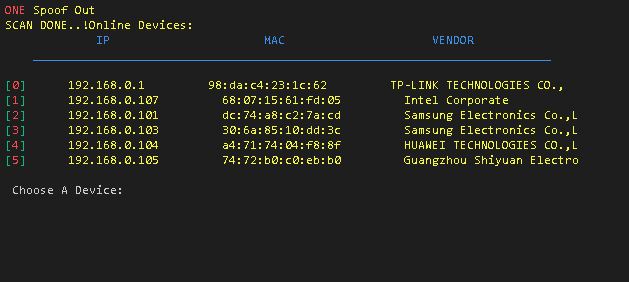 ONE Spoof Out
SCAN DONE..!Online Devices:
IP MAC VENDOR
[0] 192.168.0.1 98:da:c4:23:1c:62 TP-LINK TECHNOLOGIES CO.,
[1] 192.168.0.107 68:07:15:61:fd:05 Intel Corporate
[2] 192.168.0.101 dc:74:a8:c2:7a:cd Samsung Electronics Co.,L
[3] 192.168.0.103 30:6a:85:10:dd:3c Samsung Electronics Co.,L
[4] 192.168.0.104 a4:71:74:04:f8:8f HUAWEI TECHNOLOGIES CO.,L
[5] 192.168.0.105 74:72:b0:c0:eb:b0 Guangzhou Shiyuan Electro
Choose A Device: